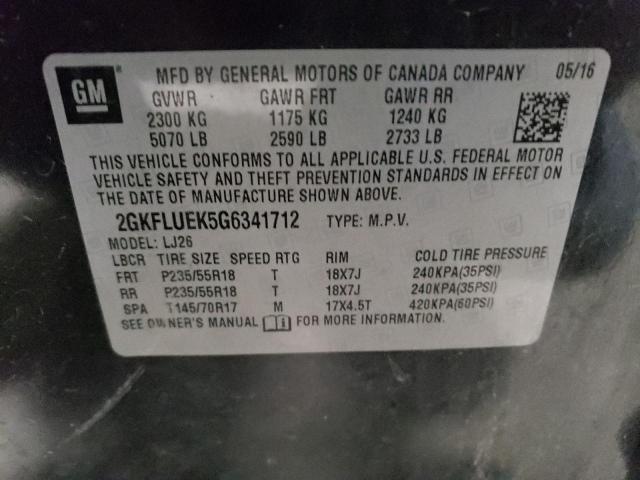 GM
MFD BY GENERAL MOTORS OF CANADA COMPANY 05/16
GVWR GAWR FRT GAWR RR
2300 KG 1175 KG 1240 KG
5070 LB 2590 LB 2733 LB
THIS VEHICLE CONFORMS TO ALL APPLICABLE U.S. FEDERAL MOTOR
VEHICLE SAFETY AND THEFT PREVENTION STANDARDS IN EFFECT ON
THE DATE OF MANUFACTURE SHOWN ABOVE.
2GKFLUEK5G6341712 TYPE: M.P.V.
MODEL: LJ26
LBCR TIRE SIZE SPEED RTG RIM COLD TIRE PRESSURE
FRT P235/55R18 T 18X7J 240KPA(35PSI)
RR P235/55R18 T 18X7J 240KPA(35PSI)
SPA T145/70R17 M 17X4.5T 420KPA(60PSI)
SEE OWNER'S MANUAL FOR MORE INFORMATION.